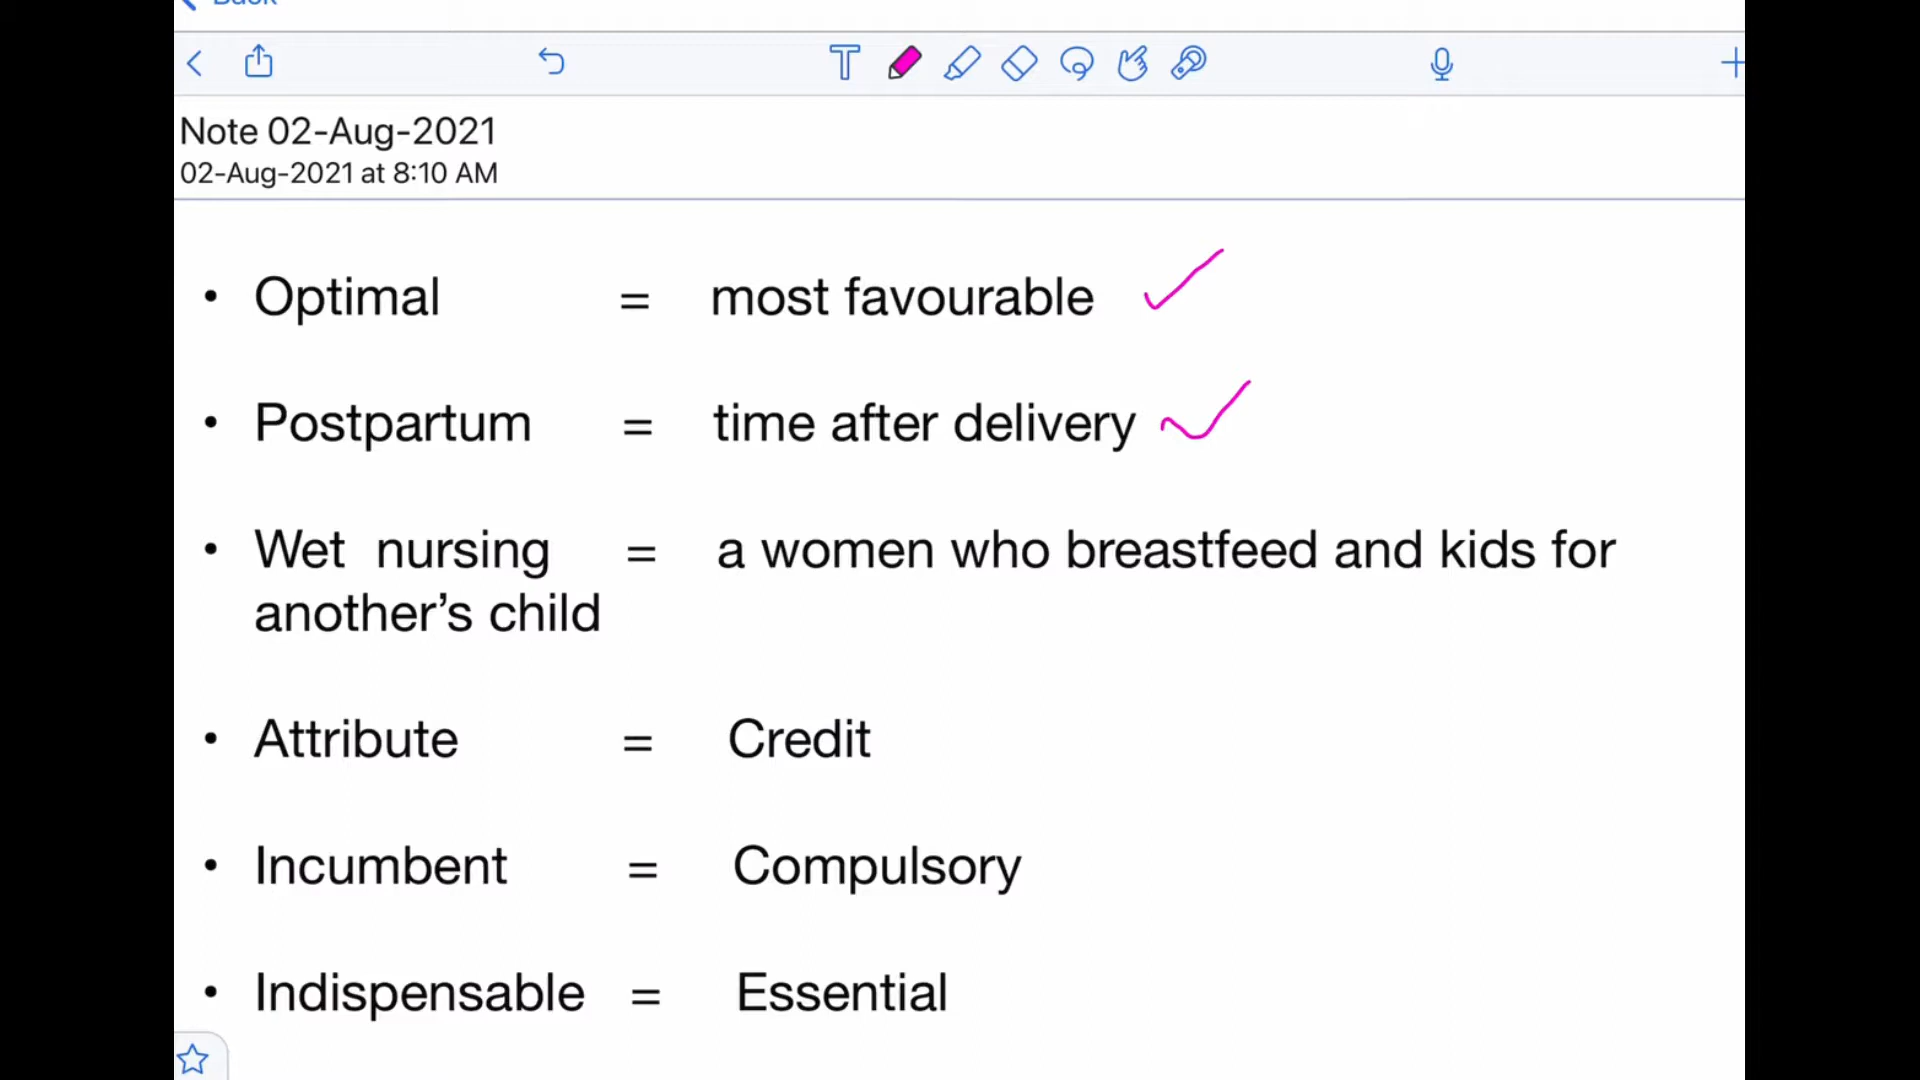 Back
Note 02-Aug-2021
02-Aug-2021 at 8:10 AM
• Optimal = most favourable
• Postpartum = time after delivery
• Wet nursing = a women who breastfeed and kids for
another’s child
• Attribute = Credit
• Incumbent = Compulsory
• Indispensable = Essential